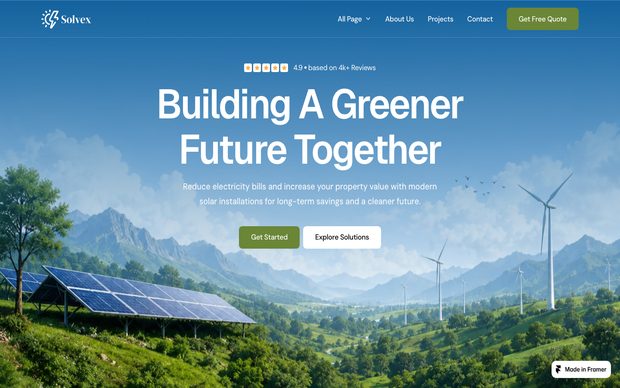 Solvex
All Page
About Us
Projects
Contact
Get Free Quote
4.9 • based on 4k+ Reviews
Building A Greener
Future Together
Reduce electricity bills and increase your property value with modern
solar installations for long-term savings and a cleaner future.
Get Started
Explore Solutions
Made in Framer